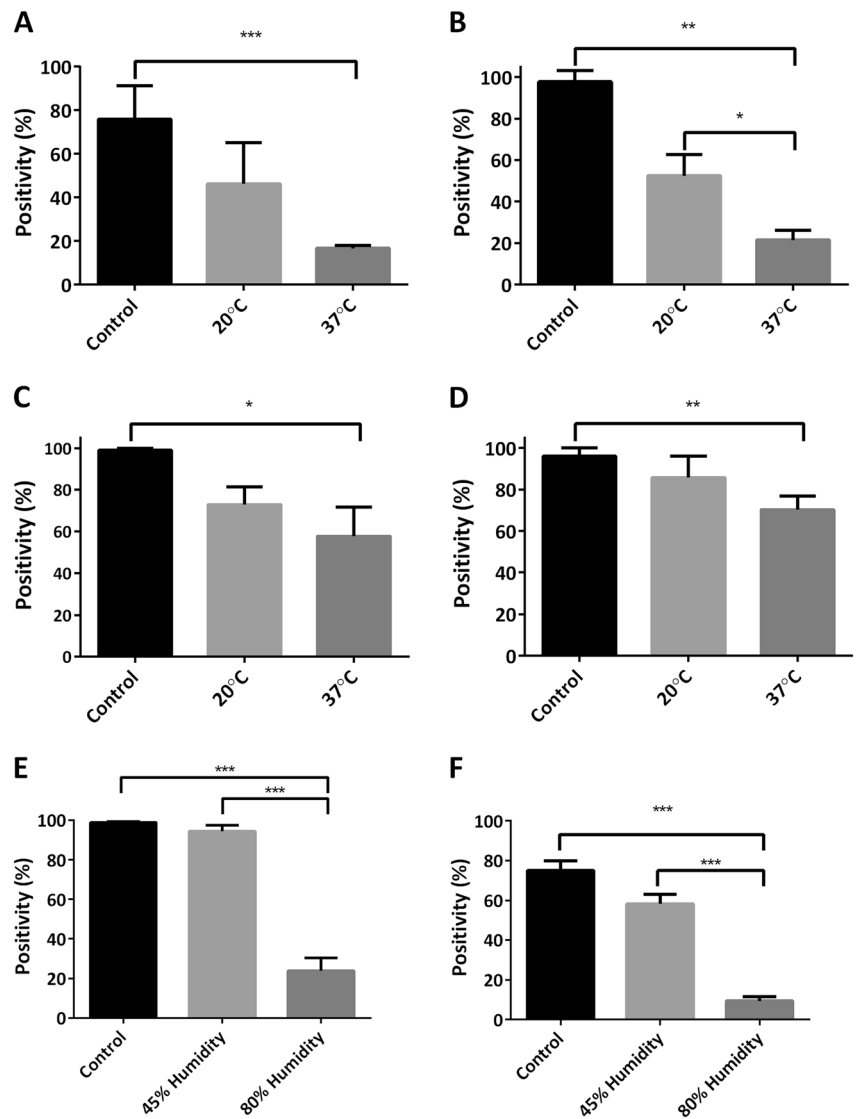 A
***
100
80
60
40
20
0
Positivity (%)
Control
20°C
37°C
B
**
*
100
80
60
40
20
0
Positivity (%)
Control
20°C
37°C
C
*
100
80
60
40
20
0
Positivity (%)
Control
20°C
37°C
D
**
100
80
60
40
20
0
Positivity (%)
Control
20°C
37°C
E
***
***
100
80
60
40
20
0
Positivity (%)
Control
45% Humidity
80% Humidity
F
***
***
100
80
60
40
20
0
Positivity (%)
Control
45% Humidity
80% Humidity